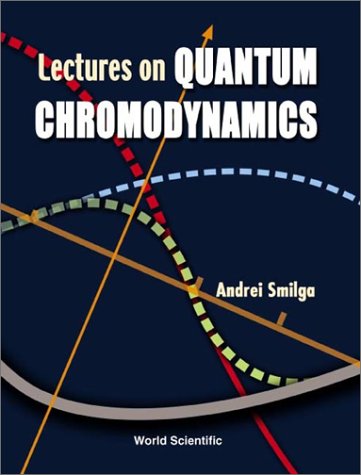 Lectures on QUANTUM
CHROMODYNAMICS
Andrei Smilga
World Scientific